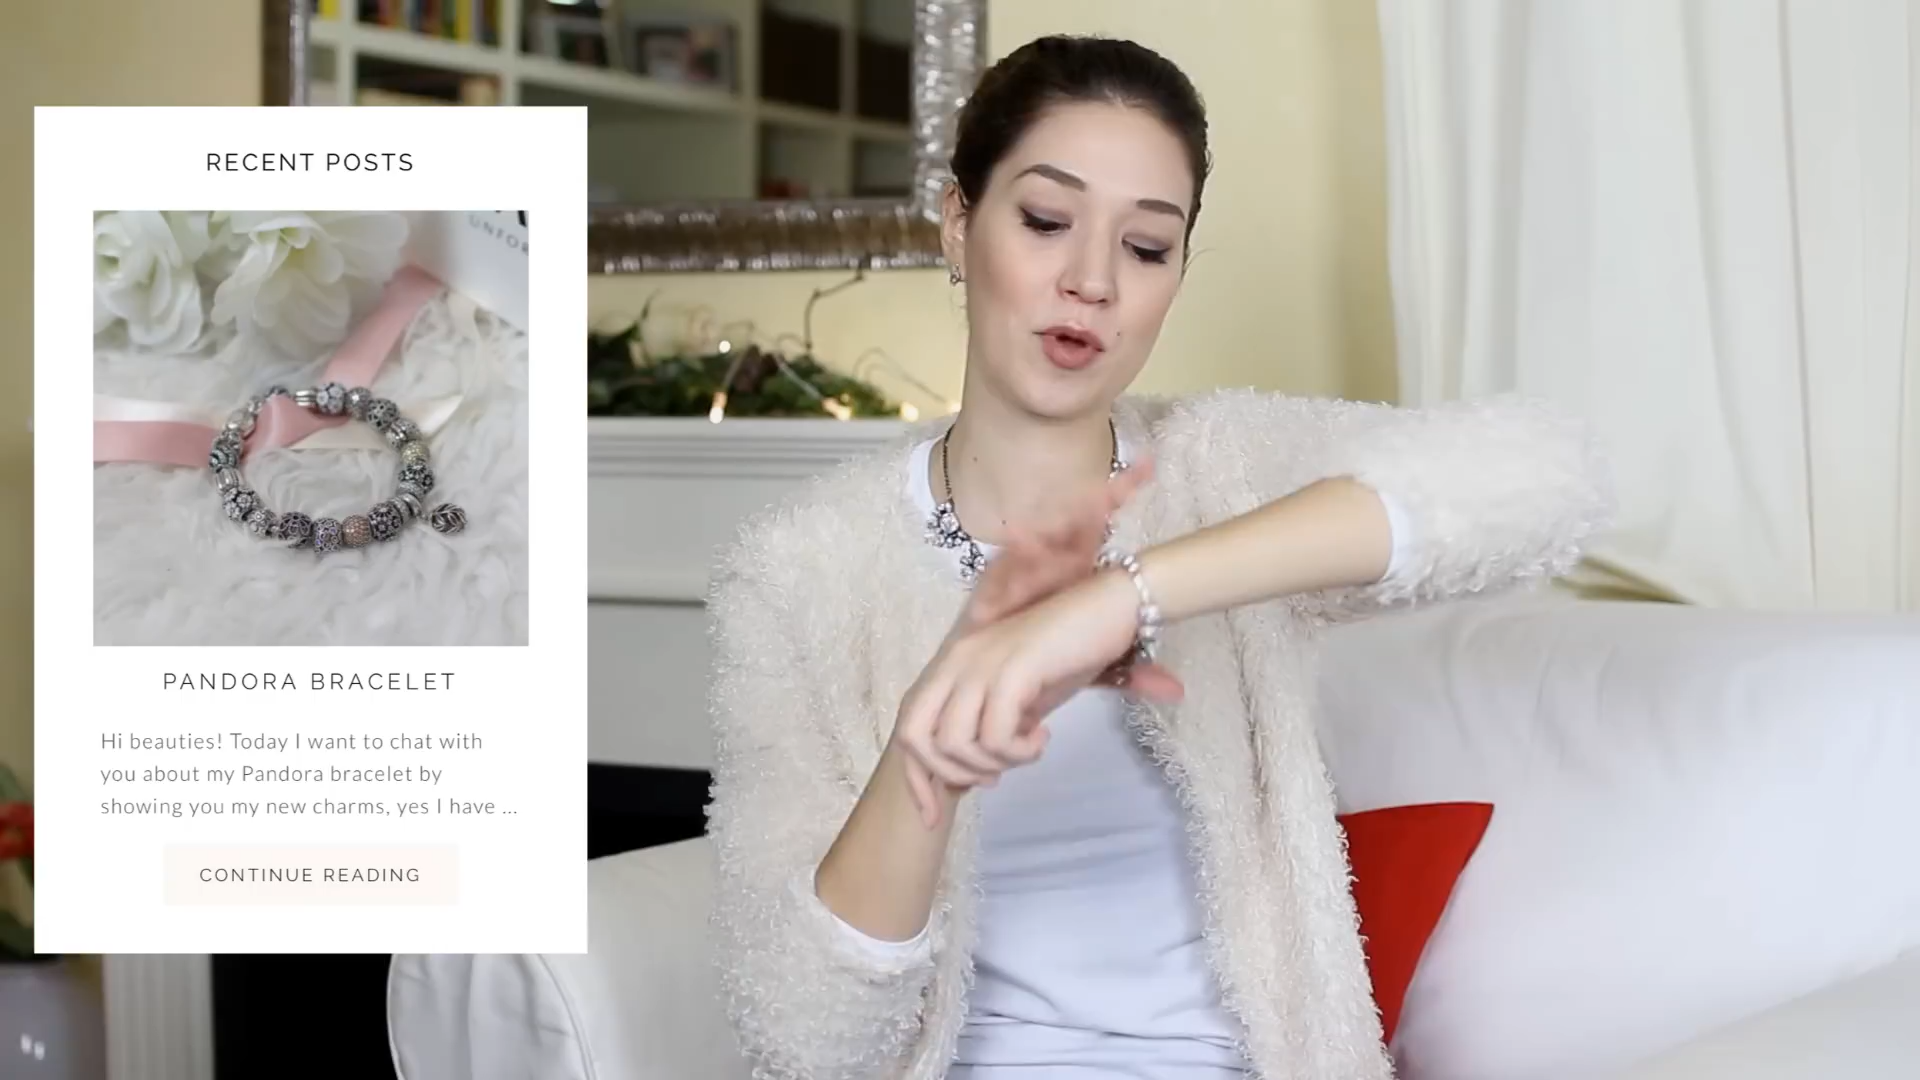 RECENT POSTS
PANDORA BRACELET
Hi beauties! Today I want to chat with
you about my Pandora bracelet by
showing you my new charms, yes I have ...
CONTINUE READING